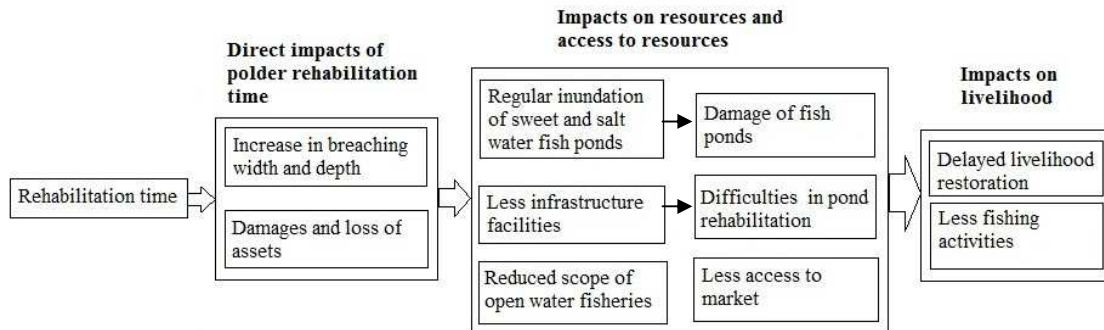 Impacts on resources and
access to resources
Direct impacts of
polder rehabilitation
time
Impacts on
livelihood
Rehabilitation time
Increase in breaching
width and depth
Damages and loss of
assets
Regular inundation
of sweet and salt
water fish ponds
Damage of fish
ponds
Less infrastructure
facilities
Difficulties in pond
rehabilitation
Reduced scope of
open water fisheries
Less access to
market
Delayed livelihood
restoration
Less fishing
activities